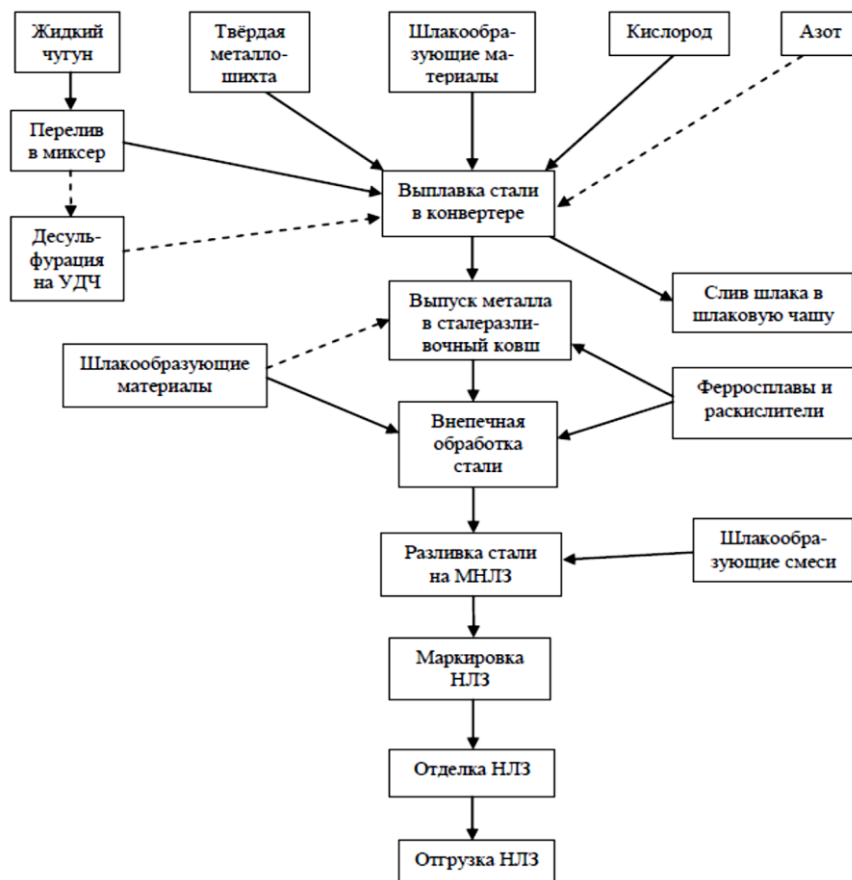 Жидкий
чугун
Твёрдая
металло-
шихта
Шлакообра-
зующие ма-
териалы
Кислород
Азот
Перелив
в миксер
Выплавка стали
в конвертере
Десуль-
фурация
на УДЧ
Слив шлака в
шлаковую чашу
Выпуск металла
в сталеразли-
вочный ковш
Шлакообразующие
материалы
Ферросплавы и
раскислители
Внепечная
обработка
стали
Разливка стали
на МНЛЗ
Шлакообра-
зующие смеси
Маркировка
НЛЗ
Отделка НЛЗ
Отгрузка НЛЗ